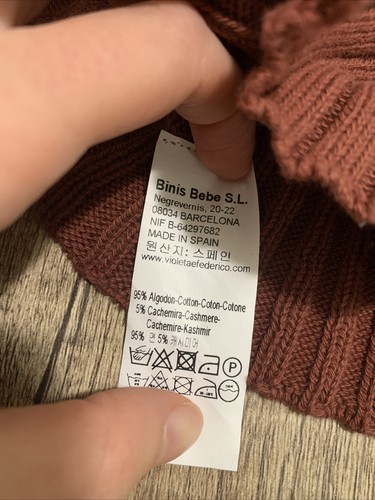 Binis Bebe S.L.
Negrevernis, 20-22
08034 BARCELONA
NIF B-64297682
MADE IN SPAIN
원산지: 스페인
www.violetaefederico.com
95% Algodon-Cotton-Coton-Cotone
5% Cachemira-Cashmere-
Cachemire-Kashmir
95% 면 5% 캐시미어
P